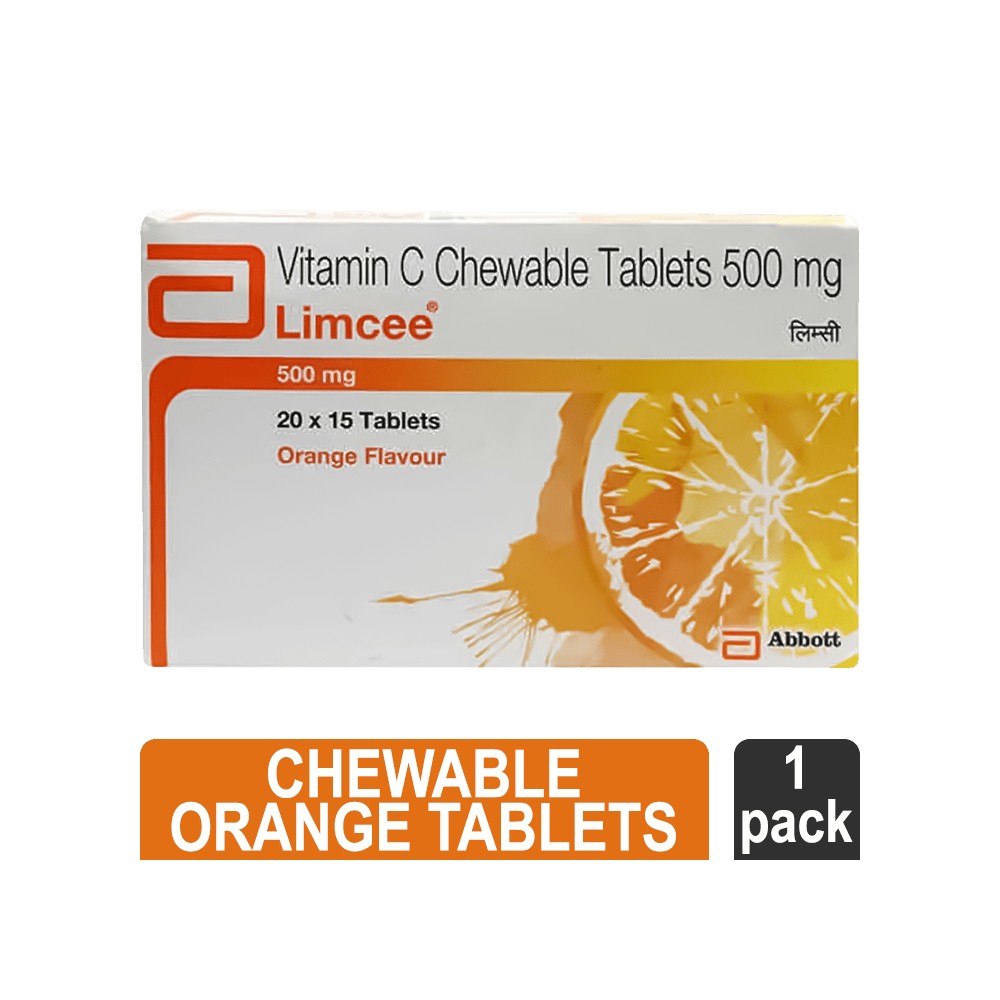 Vitamin C Chewable Tablets 500 mg
Limcee®
लिम्सी
500 mg
20 x 15 Tablets
Orange Flavour
Abbott
CHEWABLE
ORANGE TABLETS
1
pack